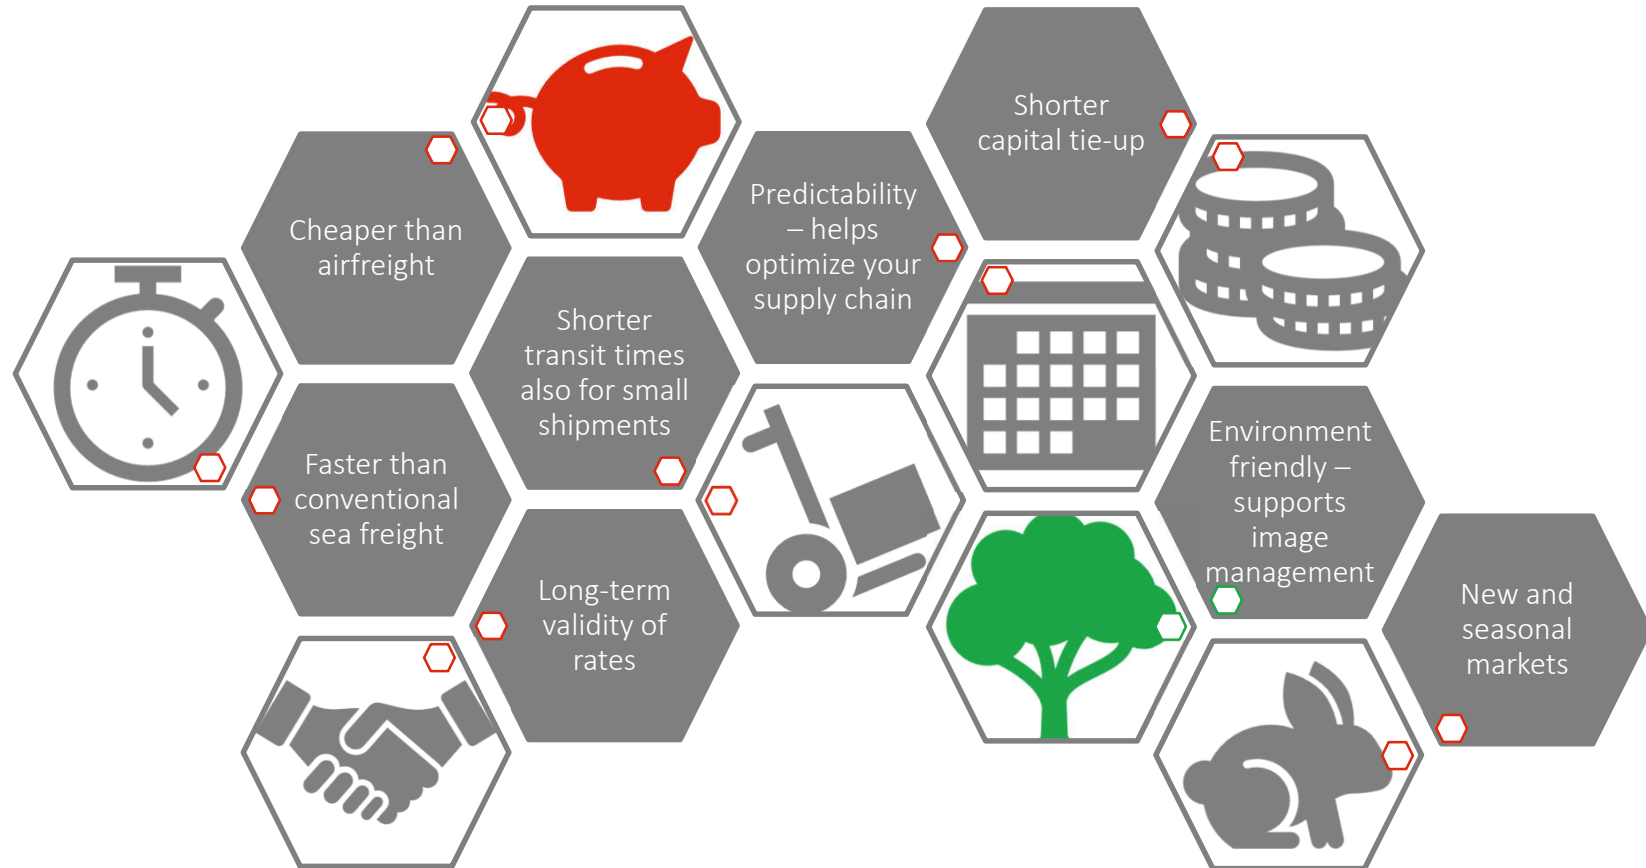 Cheaper than
airfreight
Faster than
conventional
sea freight
Shorter
transit times
also for small
shipments
Long-term
validity of
rates
Predictability
– helps
optimize your
supply chain
Shorter
capital tie-up
Environment
friendly –
supports
image
management
New and
seasonal
markets